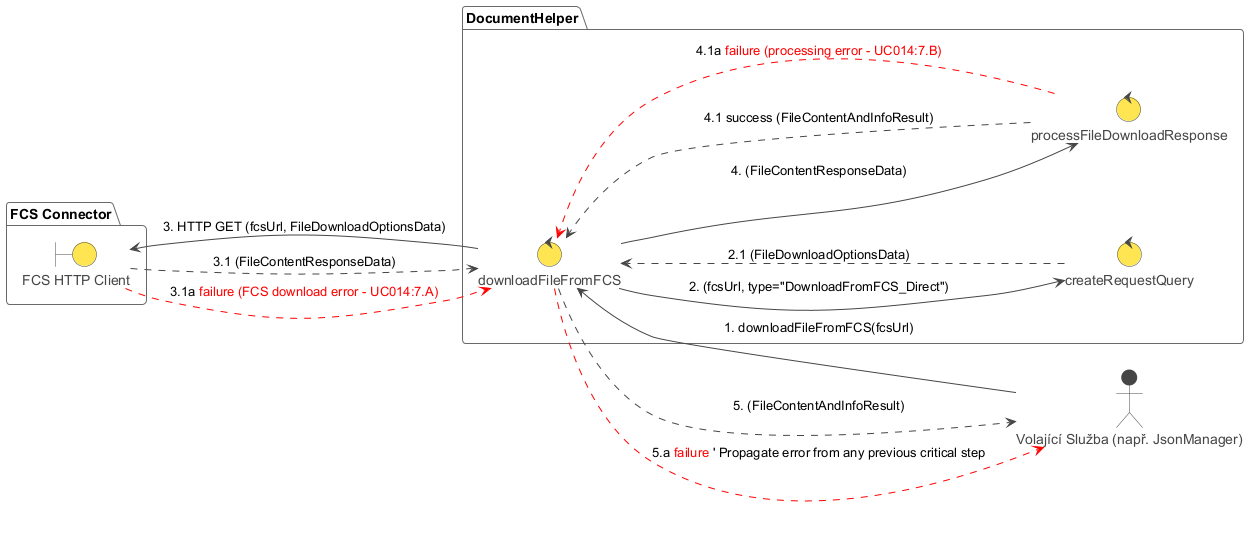 DocumentHelper
4.1a failure (processing error - UC014:7.B)
4.1 success (FileContentAndInfoResult)
processFileDownloadResponse
4. (FileContentResponseData)
FCS Connector
3. HTTP GET (fcsUrl, FileDownloadOptionsData)
2.1 (FileDownloadOptionsData)
3.1 (FileContentResponseData)
FCS HTTP Client
downloadFileFromFCS
createRequestQuery
3.1a failure (FCS download error - UC014:7.A)
2. (fcsUrl, type="DownloadFromFCS_Direct")
1. downloadFileFromFCS(fcsUrl)
5. (FileContentAndInfoResult)
Volající Služba (např. JsonManager)
5.a failure ' Propagate error from any previous critical step